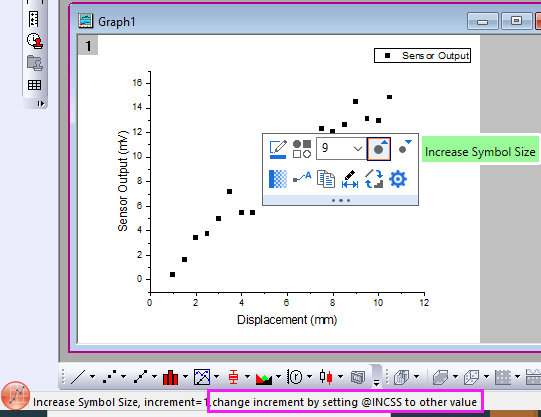 Graph1
1
Sensor Output
16
14
12
10
8
6
4
2
0
Sensor Output (mV)
9
Increase Symbol Size
A
0
2
4
6
8
10
12
Displacement (mm)
Increase Symbol Size, increment=1,change increment by setting @INCSS to other value